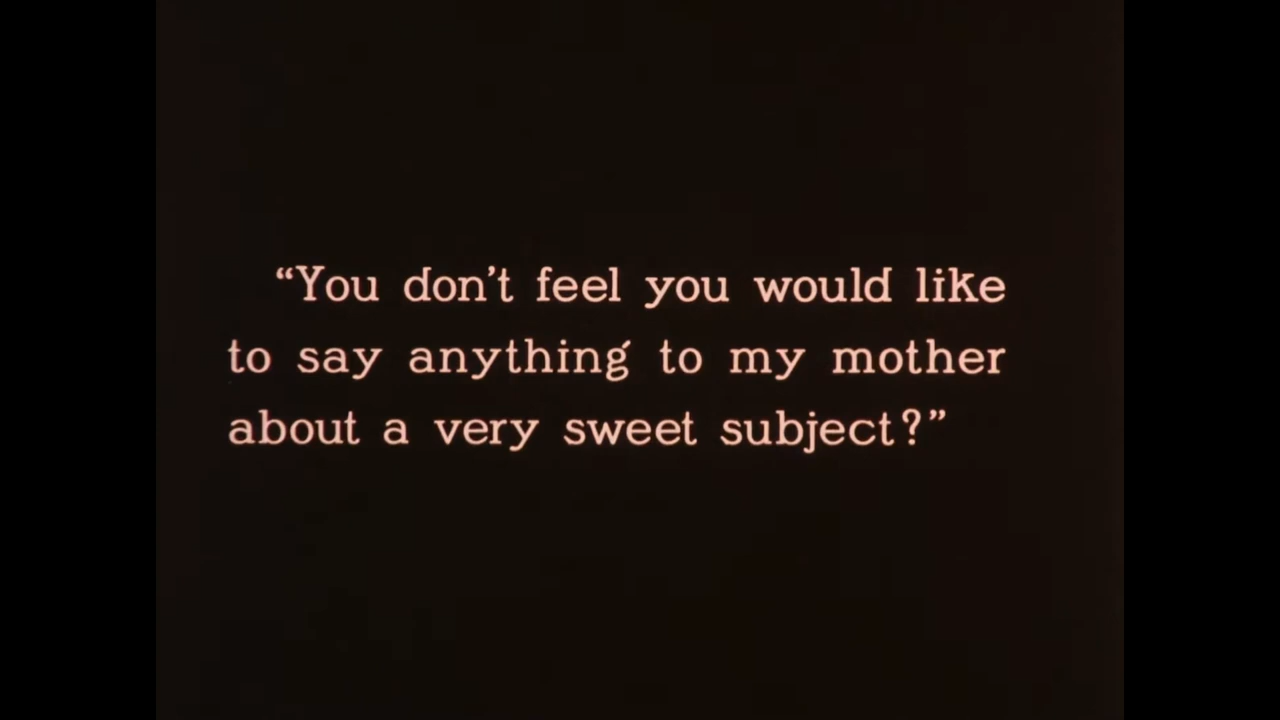 “You don’t feel you would like
to say anything to my mother
about a very sweet subject?”